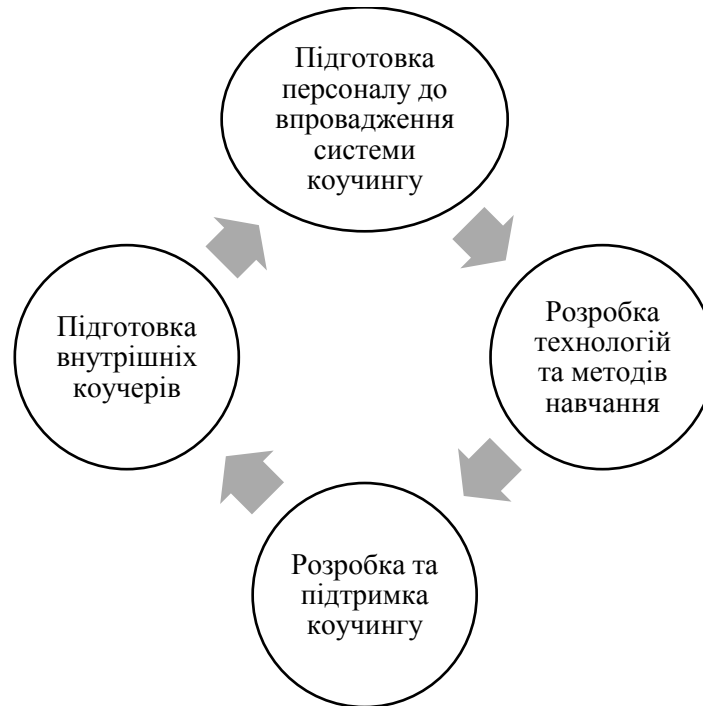 Підготовка
персоналу до
впровадження
системи
коучингу
Розробка
технологій
та методів
навчання
Розробка та
підтримка
коучингу
Підготовка
внутрішніх
коучерів